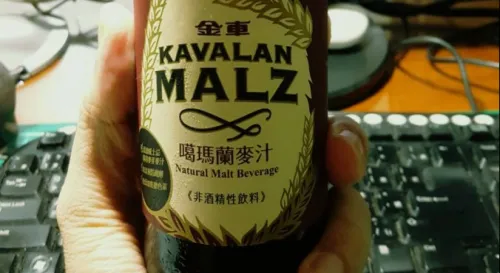 金車
KAVALAN
MALZ
噶瑪蘭麥汁
Natural Malt Beverage
《非酒精性飲料》